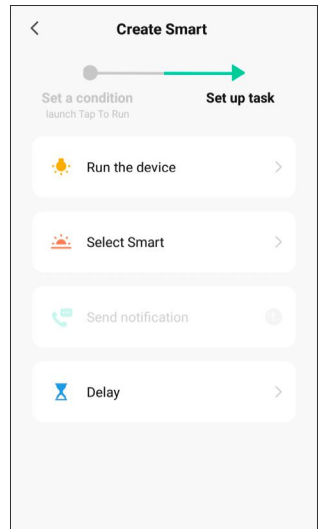 Create Smart
Set a condition
Set up task
launch Tap To Run
Run the device
Select Smart
Send notification
Delay